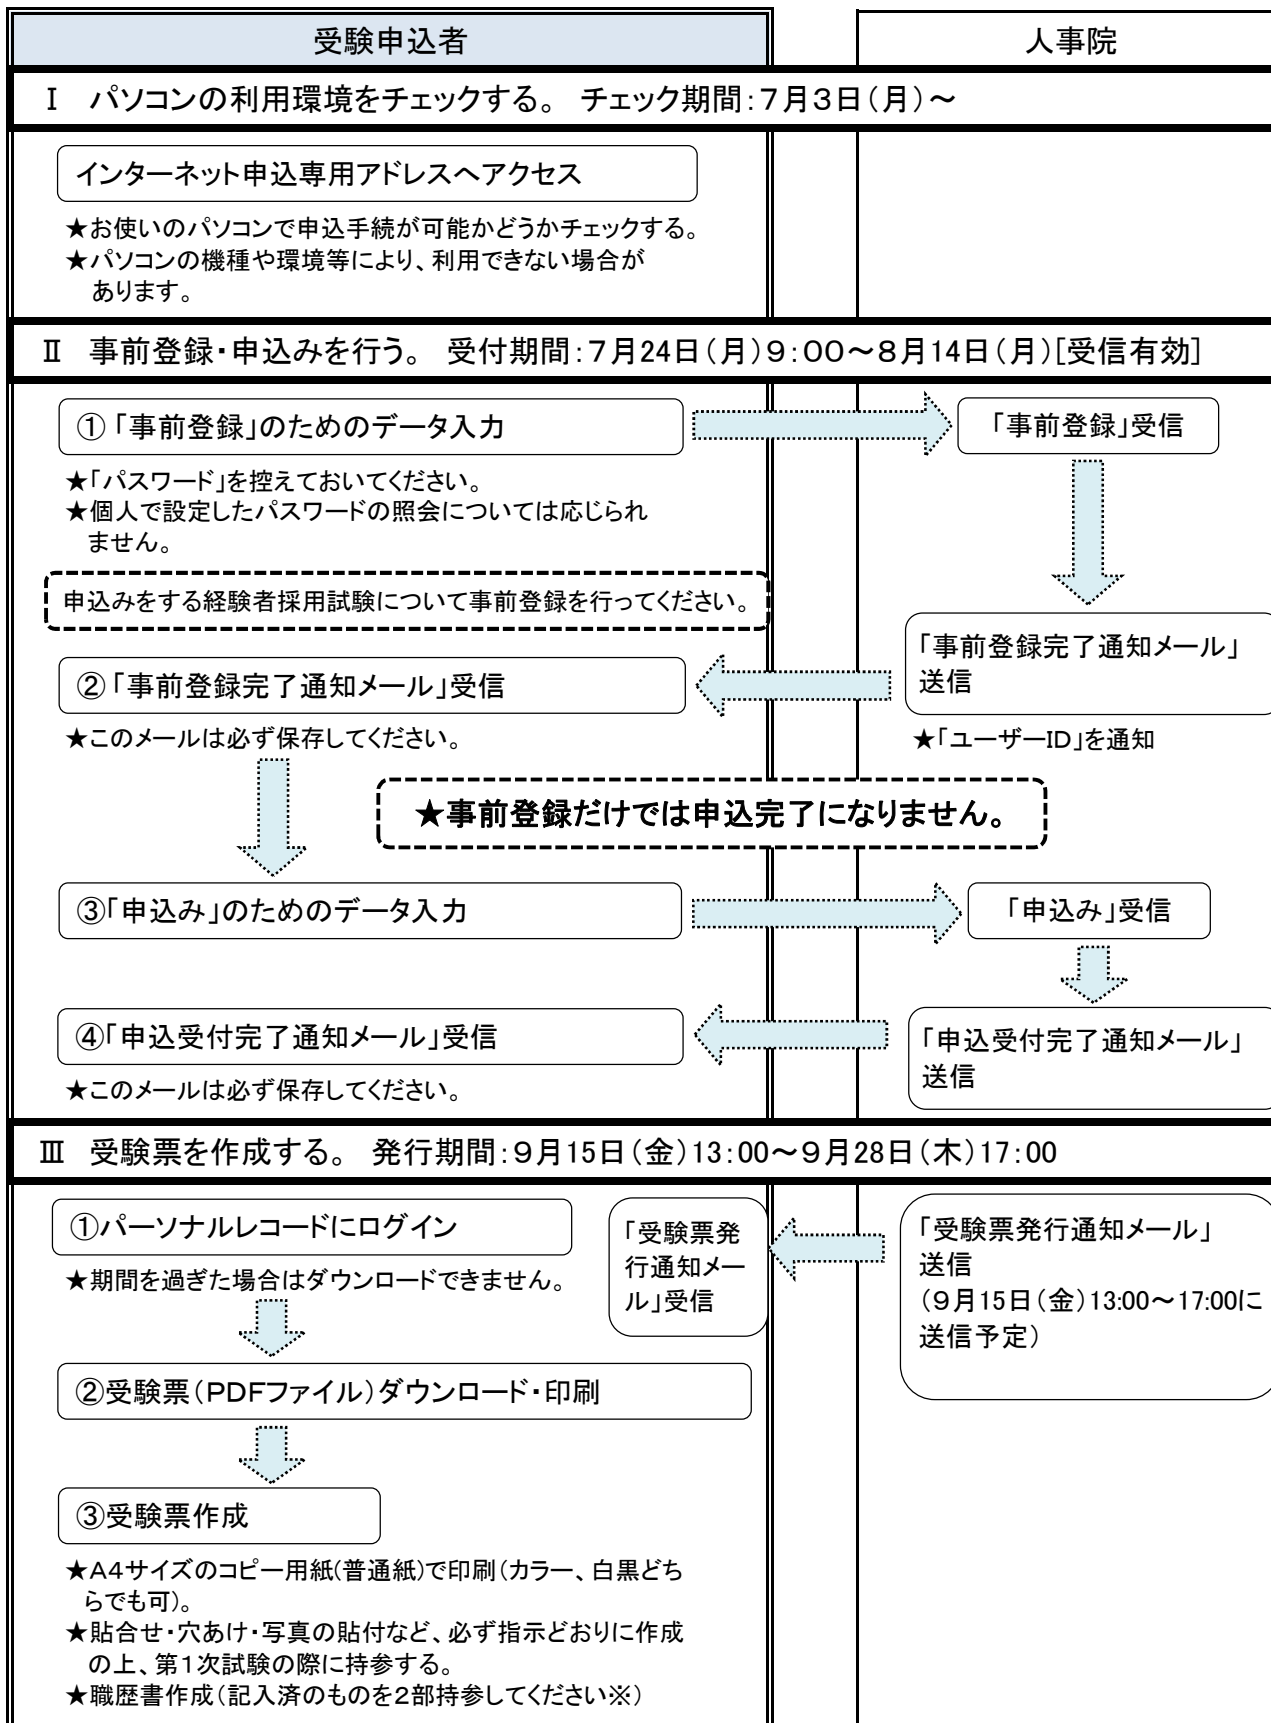 受験申込者
人事院
Ⅰ　パソコンの利用環境をチェックする。 チェック期間：７月３日（月）～
インターネット申込専用アドレスへアクセス
★お使いのパソコンで申込手続が可能かどうかチェックする。
★パソコンの機種や環境等により、利用できない場合が
あります。
Ⅱ　事前登録・申込みを行う。 受付期間：７月24日（月）９：００～８月14日（月）[受信有効]
①「事前登録」のためのデータ入力
「事前登録」受信
★「パスワード」を控えておいてください。
★個人で設定したパスワードの照会については応じられ
ません。
申込みをする経験者採用試験について事前登録を行ってください。
「事前登録完了通知メール」
送信
②「事前登録完了通知メール」受信
★このメールは必ず保存してください。
★「ユーザーＩＤ」を通知
★事前登録だけでは申込完了になりません。
③「申込み」のためのデータ入力
「申込み」受信
④「申込受付完了通知メール」受信
「申込受付完了通知メール」
送信
★このメールは必ず保存してください。
Ⅲ　受験票を作成する。 発行期間：９月15日（金）13：00～９月28日（木）17：00
①パーソナルレコードにログイン
★期間を過ぎた場合はダウンロードできません。
「受験票発
行通知メー
ル」受信
「受験票発行通知メール」
送信
（９月15日（金）13:00～17:00に
送信予定）
②受験票（ＰＤＦファイル）ダウンロード・印刷
③受験票作成
★Ａ４サイズのコピー用紙(普通紙)で印刷（カラー、白黒どち
らでも可）。
★貼合せ・穴あけ・写真の貼付など、必ず指示どおりに作成
の上、第１次試験の際に持参する。
★職歴書作成（記入済のものを２部持参してください※）